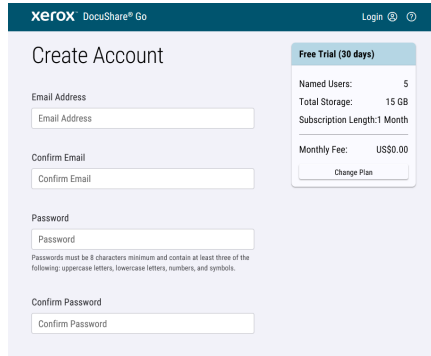 xerox™ DocuShare® Go
Login
Create Account
Email Address
Email Address
Confirm Email
Confirm Email
Password
Password
Passwords must be 8 characters minimum and contain at least three of the
following: uppercase letters, lowercase letters, numbers, and symbols.
Confirm Password
Confirm Password
Free Trial (30 days)
Named Users: 5
Total Storage: 15 GB
Subscription Length:1 Month
Monthly Fee: US$0.00
Change Plan